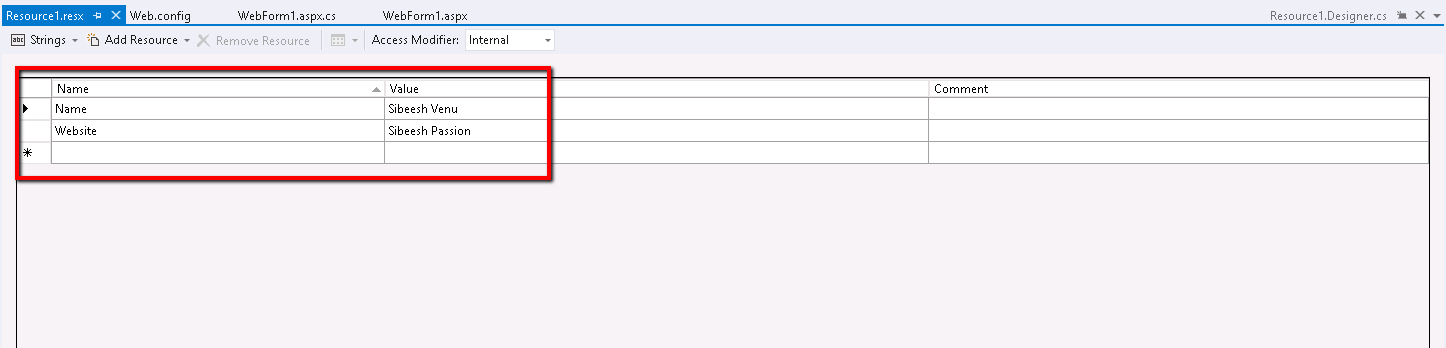 Resource1.resx Web.config WebForm1.aspx.cs WebForm1.aspx Resource1.Designer.cs
abc Strings Add Resource Remove Resource Access Modifier: Internal
Name Value Comment
Name Sibeesh Venu
Website Sibeesh Passion